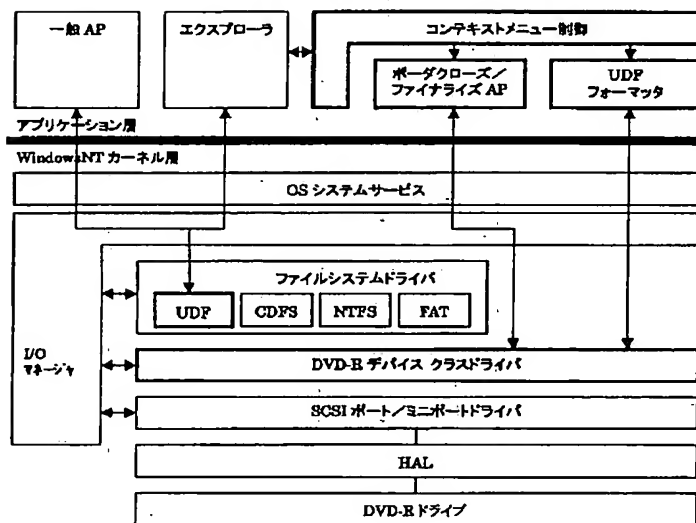 一般 AP
エクスプローラ
コンテキストメニュー制御
ボーダクローズ/
ファイナライズ AP
UDF
フォーマッタ
アプリケーション層
WindowsNT カーネル層
OS システムサービス
ファイルシステムドライバ
UDF
CDFS
NTFS
FAT
I/O
マネージャ
DVD-R デバイス クラスドライバ
SCSI ポート/ミニポートドライバ
HAL
DVD-R ドライブ